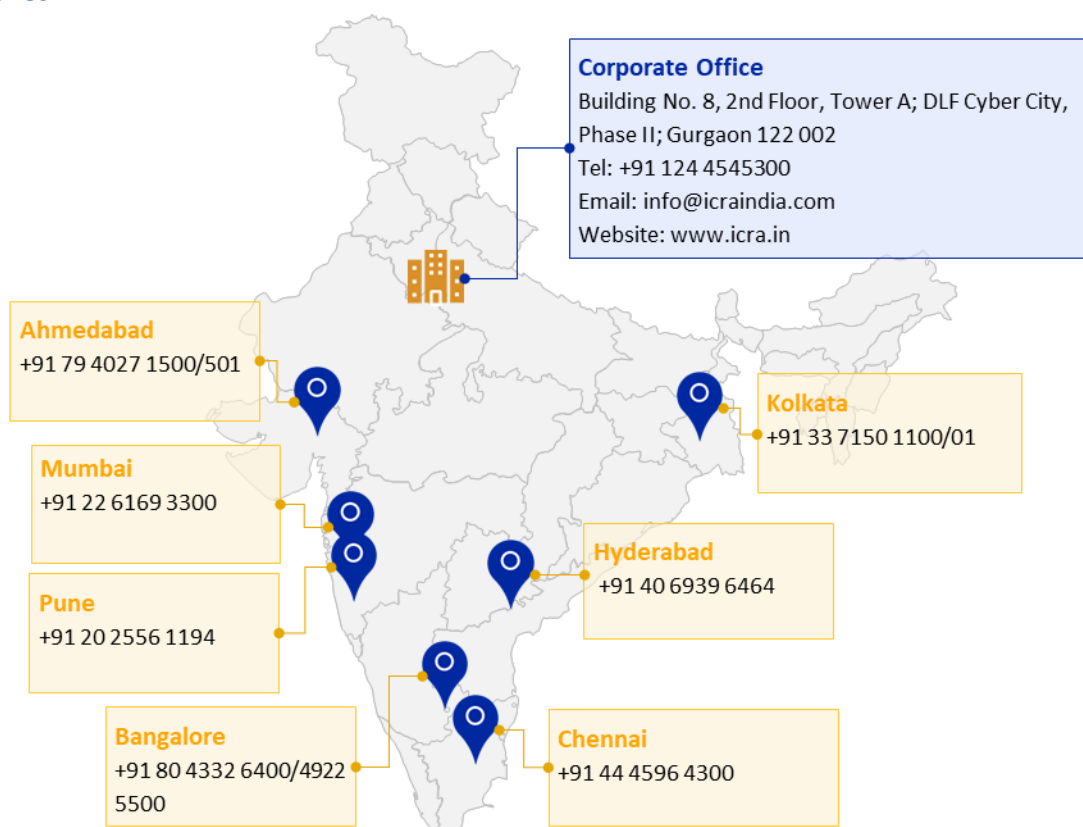 Corporate Office
Building No. 8, 2nd Floor, Tower A; DLF Cyber City,
Phase II; Gurgaon 122 002
Tel: +91 124 4545300
Email: info@icraindia.com
Website: www.icra.in
Ahmedabad
+91 79 4027 1500/501
Kolkata
+91 33 7150 1100/01
Mumbai
+91 22 6169 3300
Hyderabad
+91 40 6939 6464
Pune
+91 20 2556 1194
Bangalore
+91 80 4332 6400/4922
5500
Chennai
+91 44 4596 4300